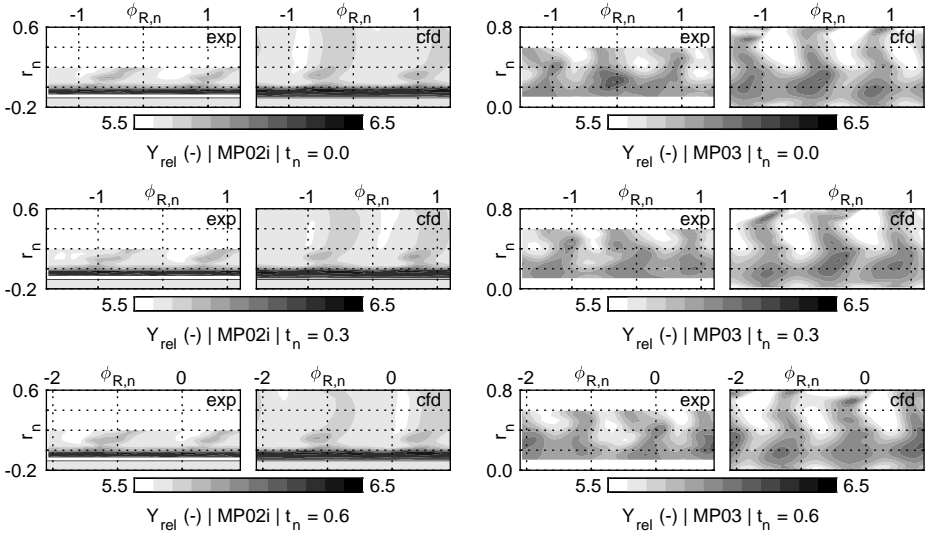 -1 ϕR,n 1 -1 ϕR,n 1
0.6 exp cfd
rn
-0.2
5.5 6.5
Yrel (-) | MP02i | tn = 0.0
-1 ϕR,n 1 -1 ϕR,n 1
0.8 exp cfd
rn
0.0
5.5 6.5
Yrel (-) | MP03 | tn = 0.0
-1 ϕR,n 1 -1 ϕR,n 1
0.6 exp cfd
rn
-0.2
5.5 6.5
Yrel (-) | MP02i | tn = 0.3
-1 ϕR,n 1 -1 ϕR,n 1
0.8 exp cfd
rn
0.0
5.5 6.5
Yrel (-) | MP03 | tn = 0.3
-2 ϕR,n 0 -2 ϕR,n 0
0.6 exp cfd
rn
-0.2
5.5 6.5
Yrel (-) | MP02i | tn = 0.6
-2 ϕR,n 0 -2 ϕR,n 0
0.8 exp cfd
rn
0.0
5.5 6.5
Yrel (-) | MP03 | tn = 0.6